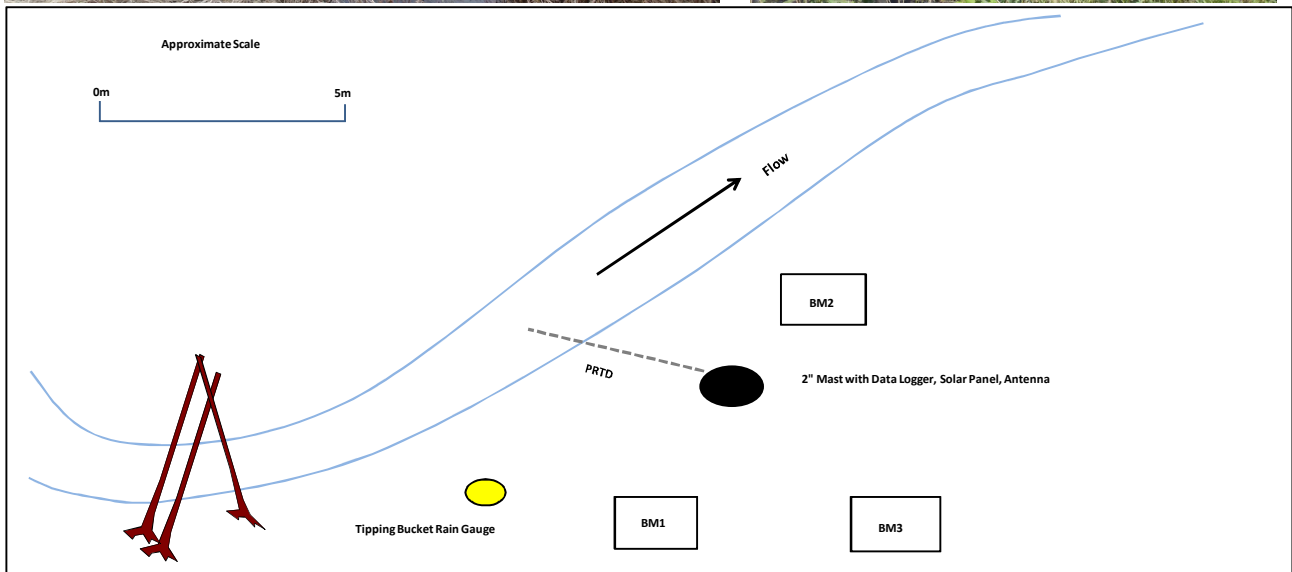 Approximate Scale
0m
5m
Flow
BM2
PRTD
2" Mast with Data Logger, Solar Panel, Antenna
Tipping Bucket Rain Gauge
BM1
BM3